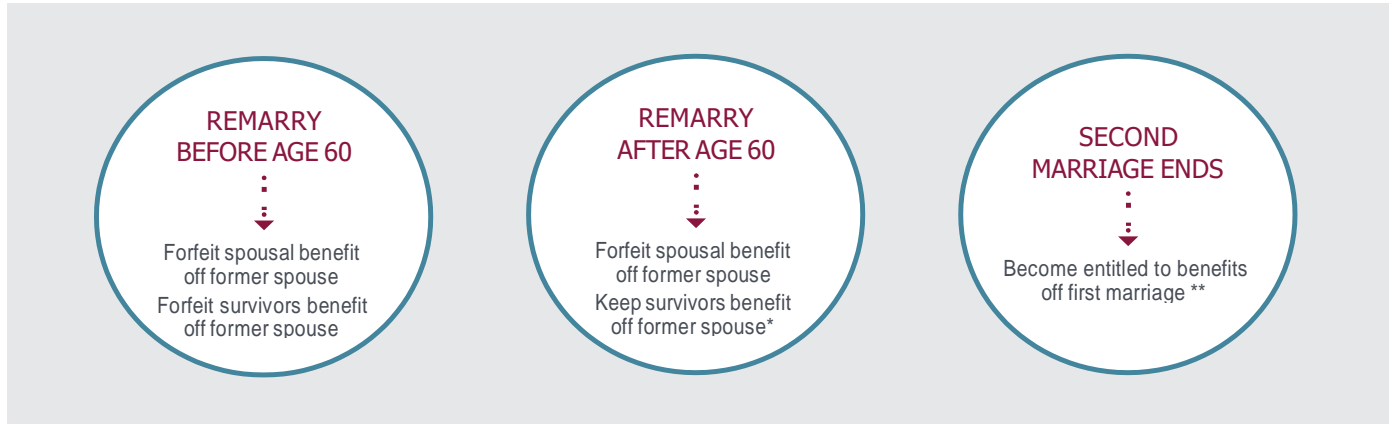 REMARRY
BEFORE AGE 60
Forfeit spousal benefit
off former spouse
Forfeit survivors benefit
off former spouse
REMARRY
AFTER AGE 60
Forfeit spousal benefit
off former spouse
Keep survivors benefit
off former spouse*
SECOND
MARRIAGE ENDS
Become entitled to benefits
off first marriage **